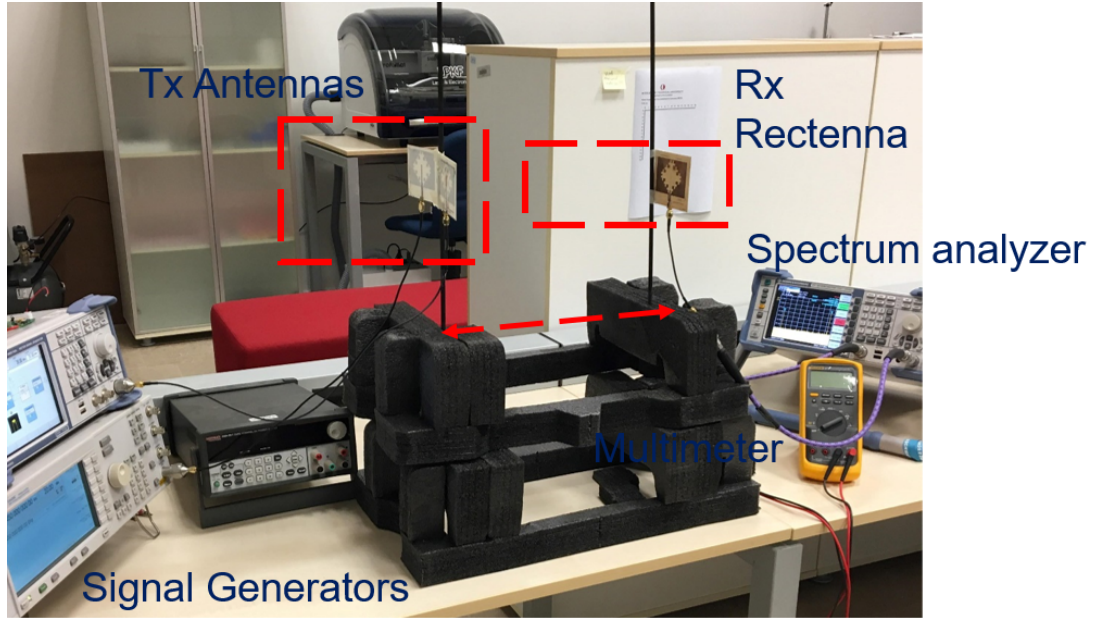 Tx Antennas
Rx
Rectenna
Spectrum analyzer
Multimeter
Signal Generators